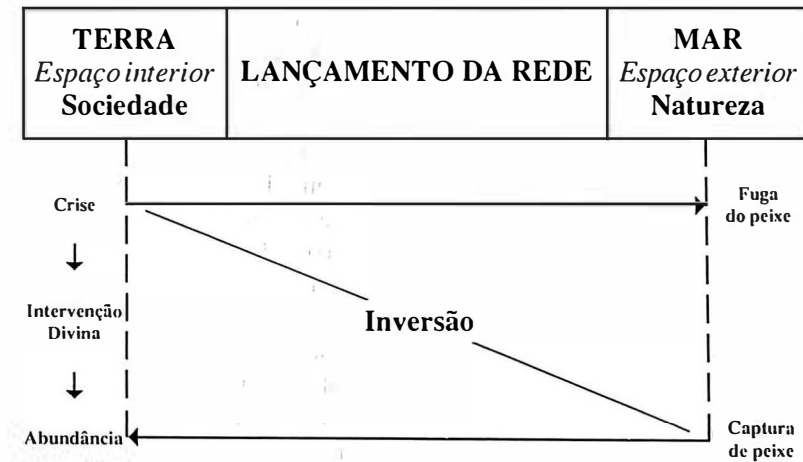 TERRA
Espaço interior
Sociedade
LANÇAMENTO DA REDE
MAR
Espaço exterior
Natureza
Crise
Fuga
do peixe
Intervenção
Divina
Inversão
Abundância
Captura
de peixe